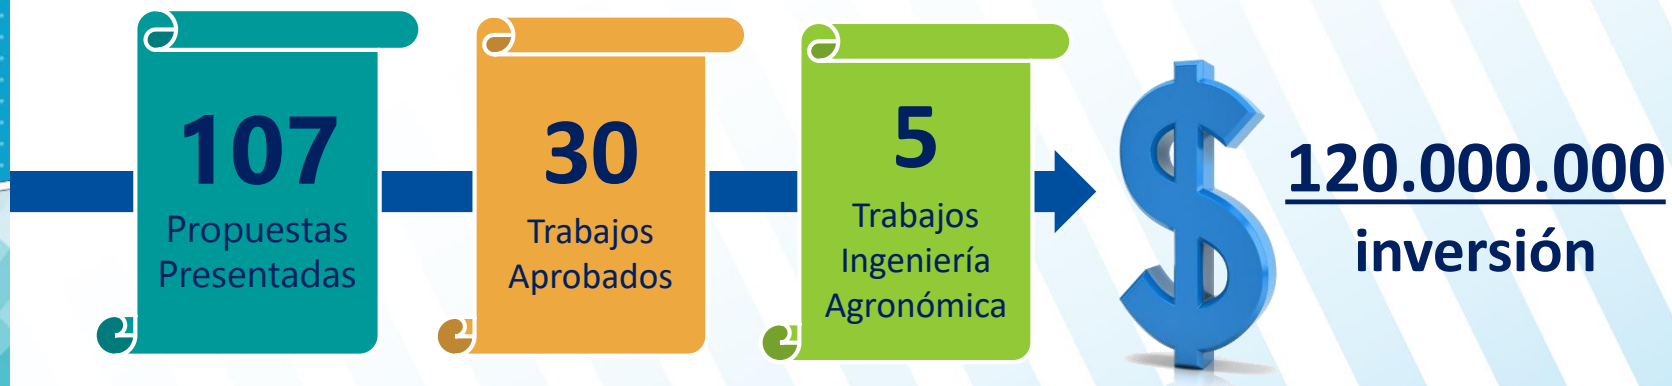 107
Propuestas
Presentadas
30
Trabajos
Aprobados
5
Trabajos
Ingeniería
Agronómica
$
120.000.000
inversión